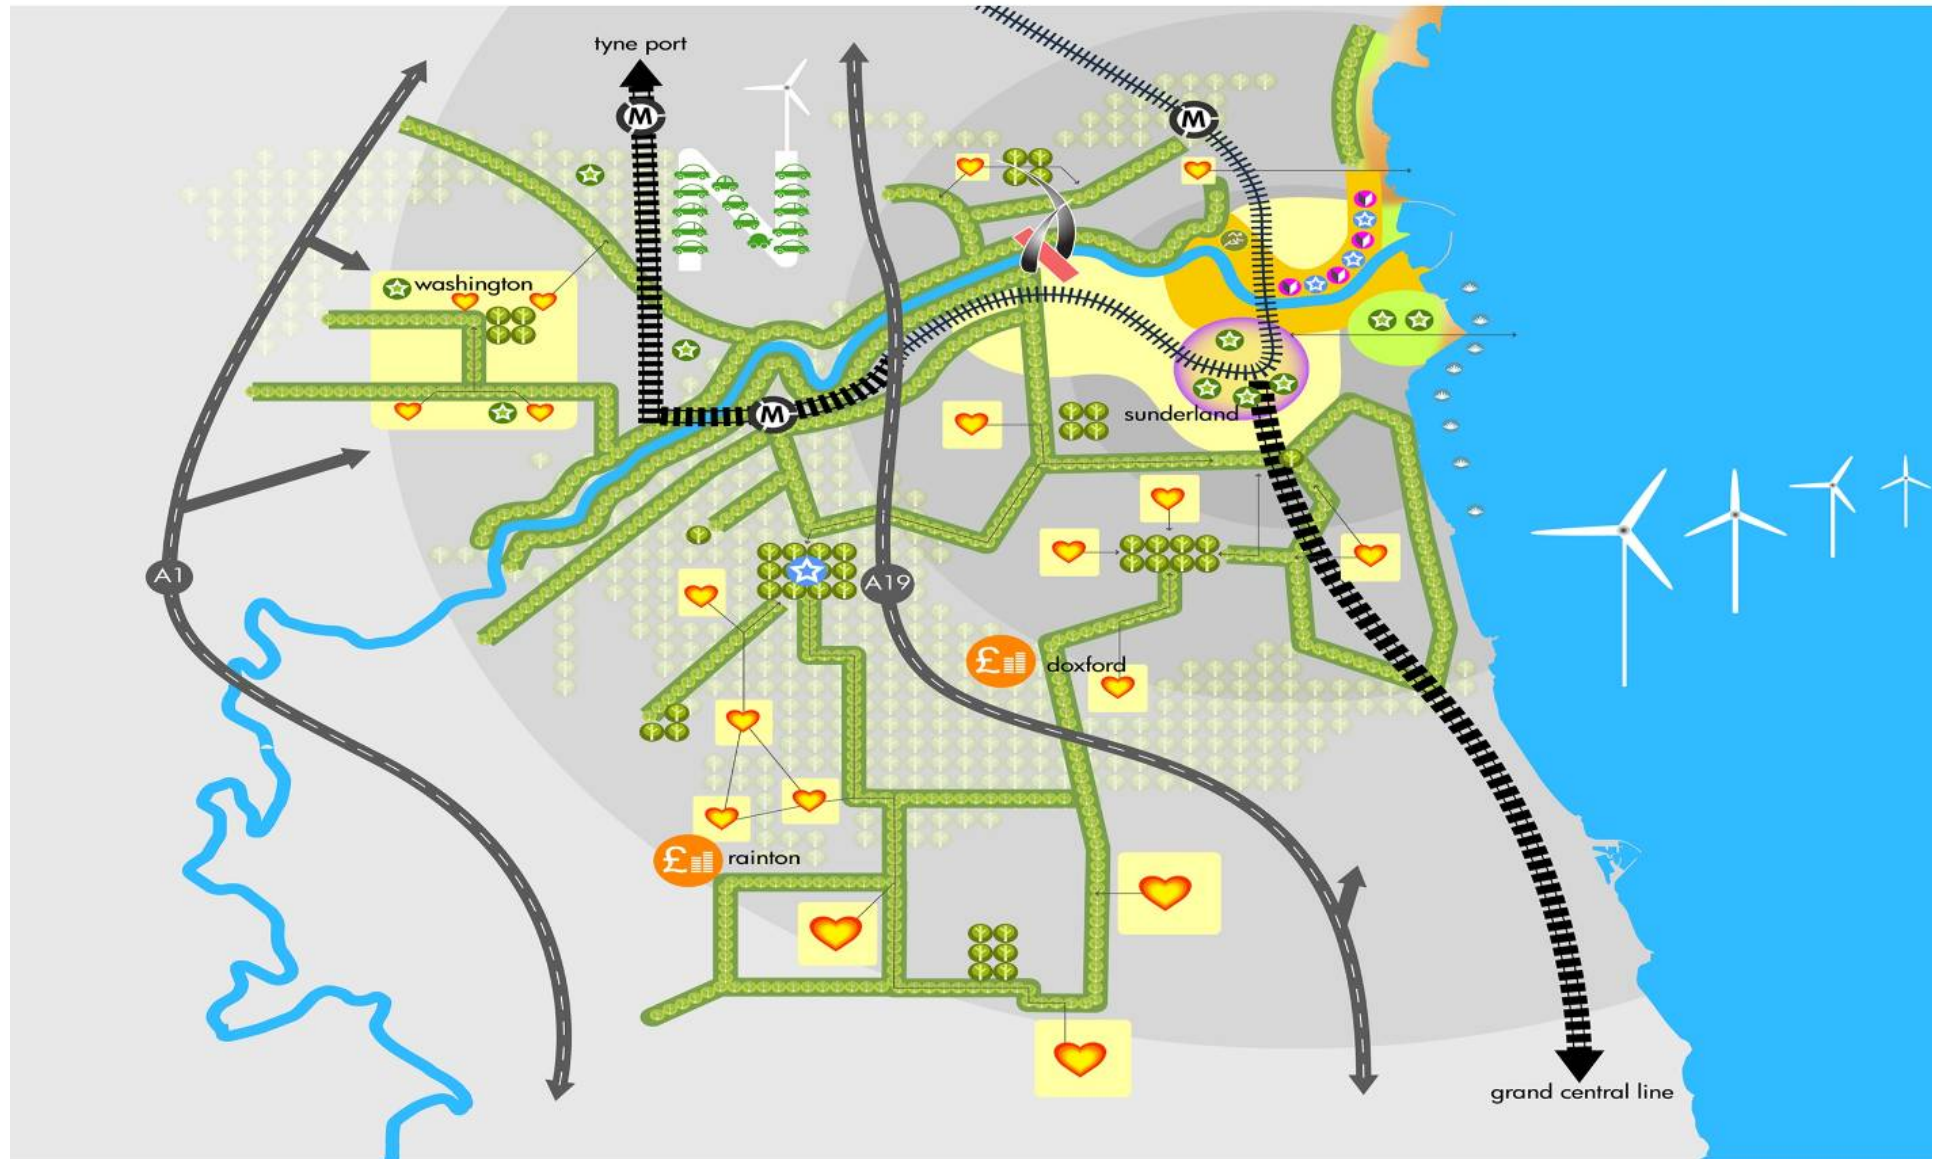 tyne port
M
M
washington
M
sunderland
A1
A19
£
doxford
£
rainton
grand central line